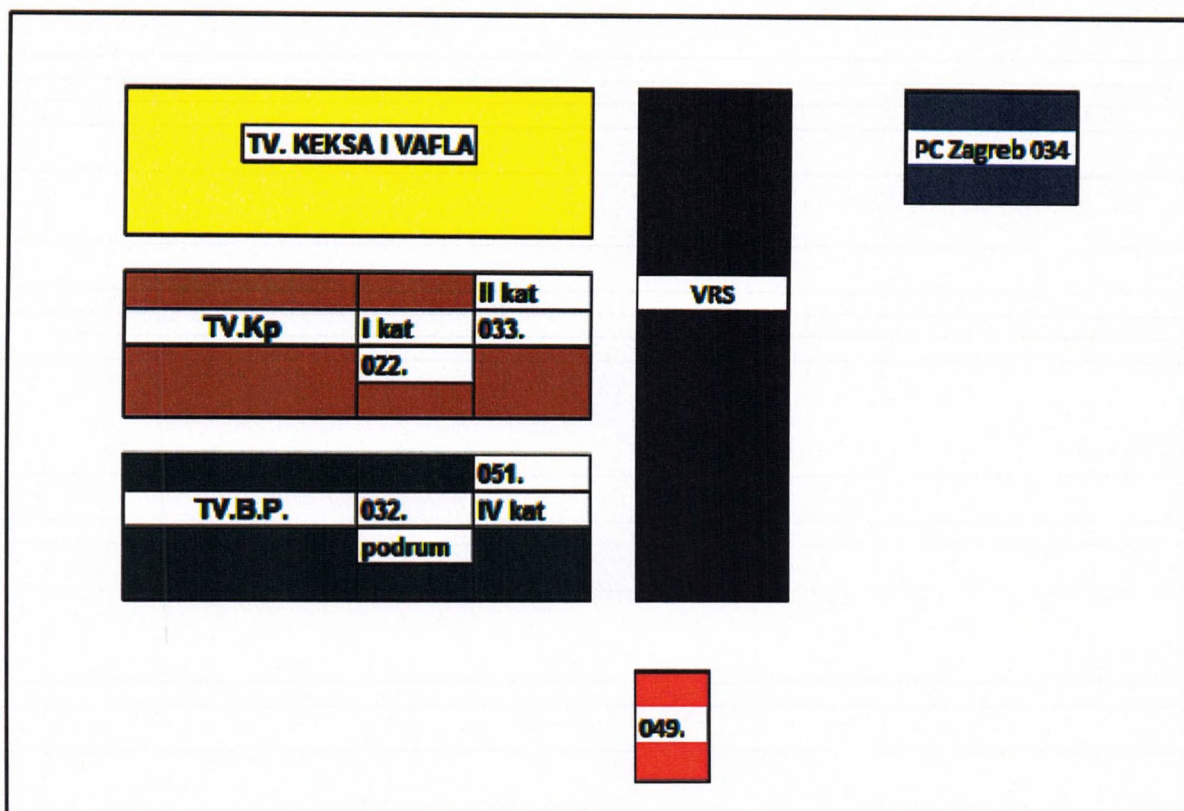 TV. KEKSA I VAFLA
PC Zagreb 034
II kat
TV.Kp I kat 033.
022.
VRS
051.
TV.B.P. 032. IV kat
podrum
049.